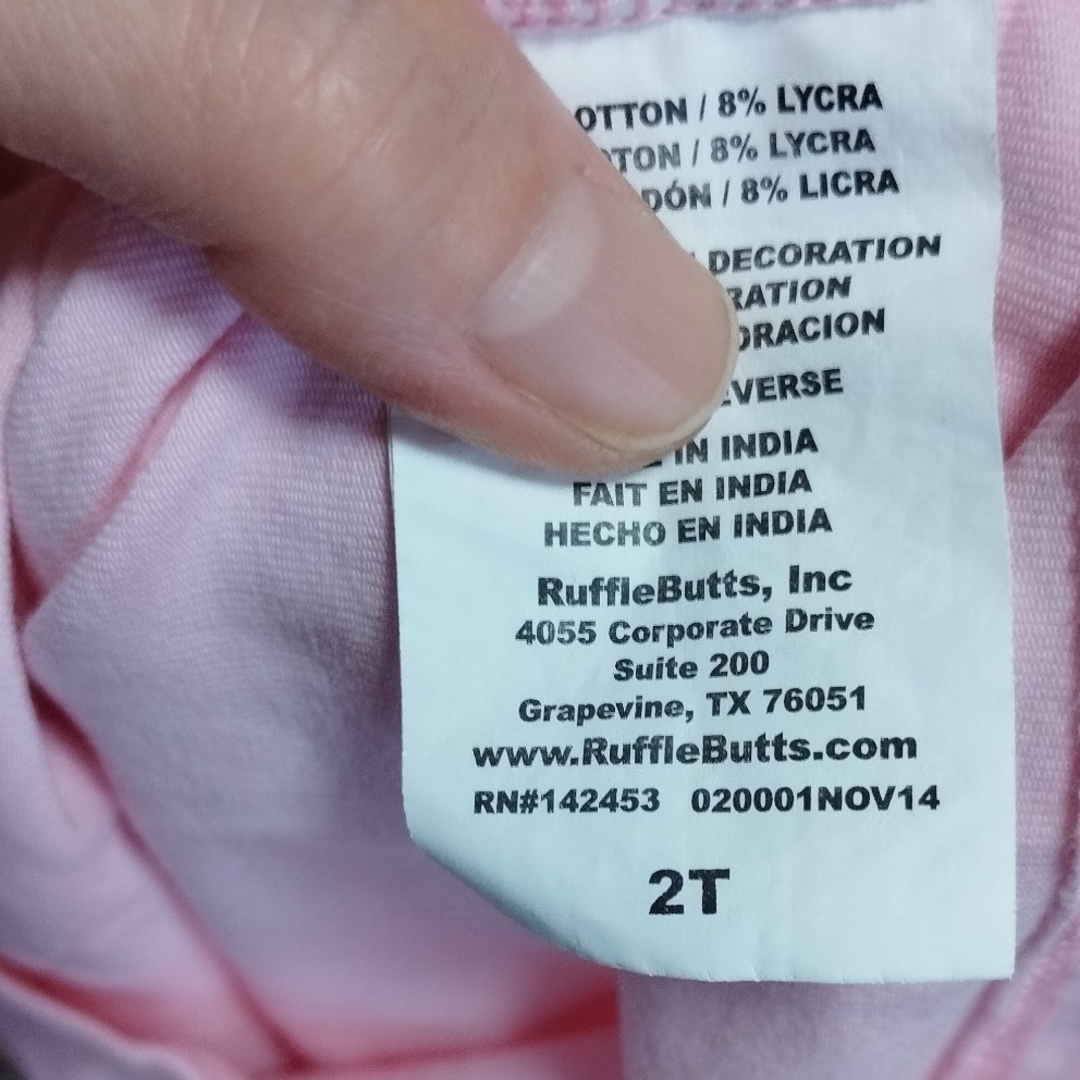 OTTON / 8% LYCRA
TON / 8% LYCRA
DÓN / 8% LICRA
DECORATION
RATION
ORACION
EVERSE
IN INDIA
FAIT EN INDIA
HECHO EN INDIA
RuffleButts, Inc
4055 Corporate Drive
Suite 200
Grapevine, TX 76051
www.RuffleButts.com
RN#142453 020001NOV14
2T